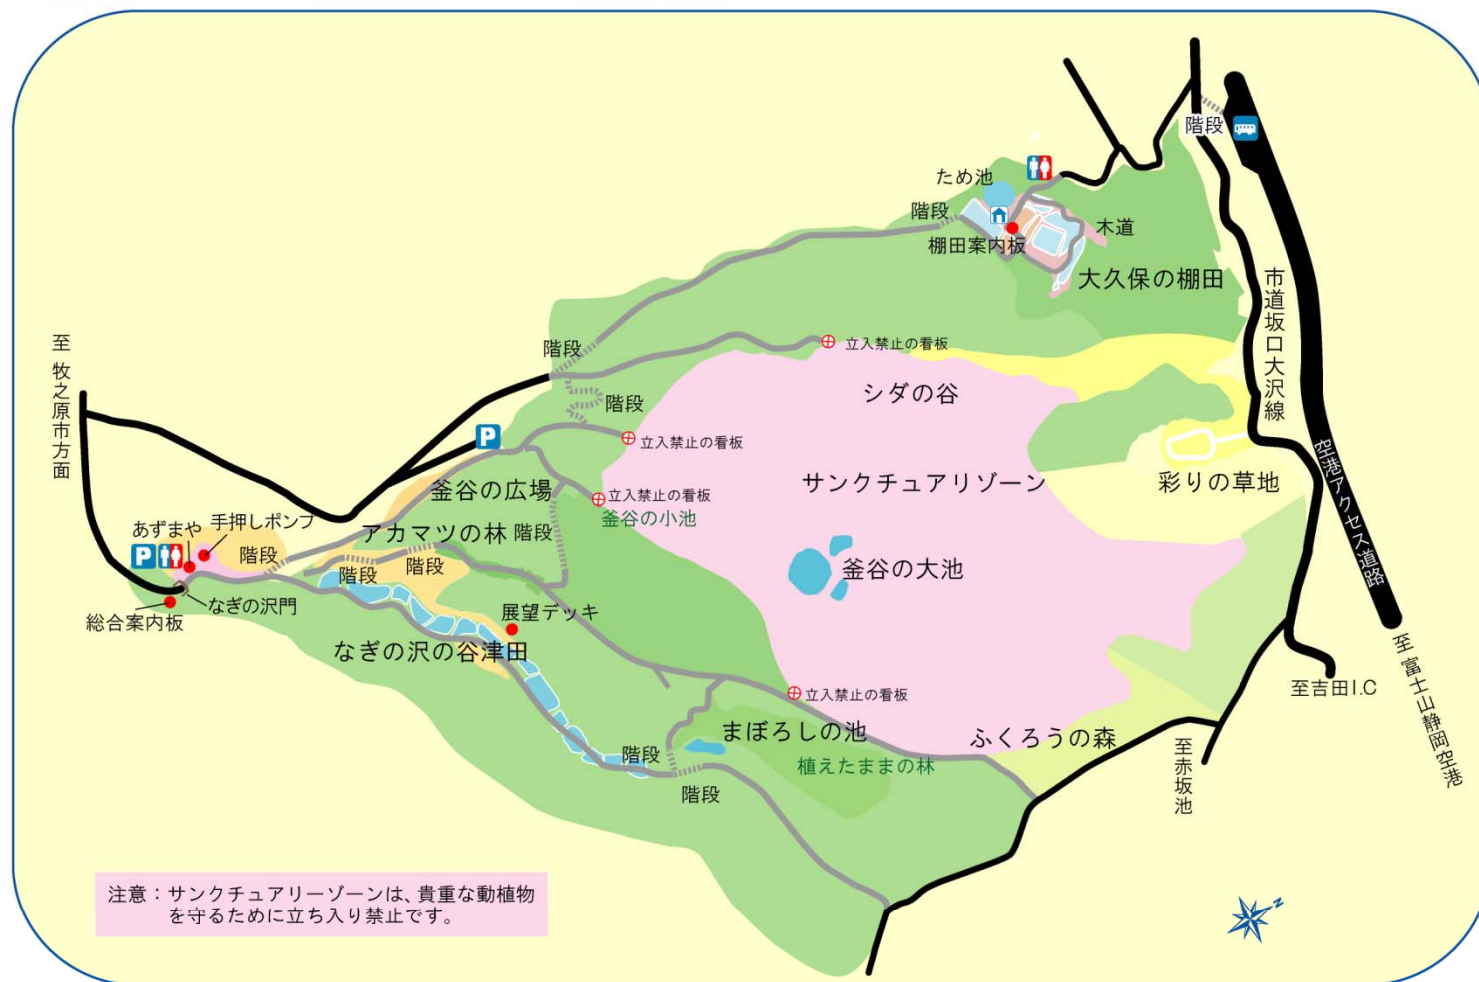 階段
ため池
階段
棚田案内板
木道
大久保の棚田
市道坂口大沢線
至 牧之原市方面
階段
立入禁止の看板
シダの谷
階段
P
立入禁止の看板
釜谷の広場
立入禁止の看板
サンクチュアリゾーン
彩りの草地
空港アクセス道路
手押しポンプ
あずまや
アカマツの林
階段
釜谷の小池
P
階段
階段
階段
釜谷の大池
なぎの沢門
総合案内板
展望デッキ
なぎの沢の谷津田
至 富士山静岡空港
至吉田I.C
立入禁止の看板
まぼろしの池
ふくろうの森
階段
植えたままの林
至赤坂池
階段
注意：サンクチュアリーゾーンは、貴重な動植物
を守るために立ち入り禁止です。
N